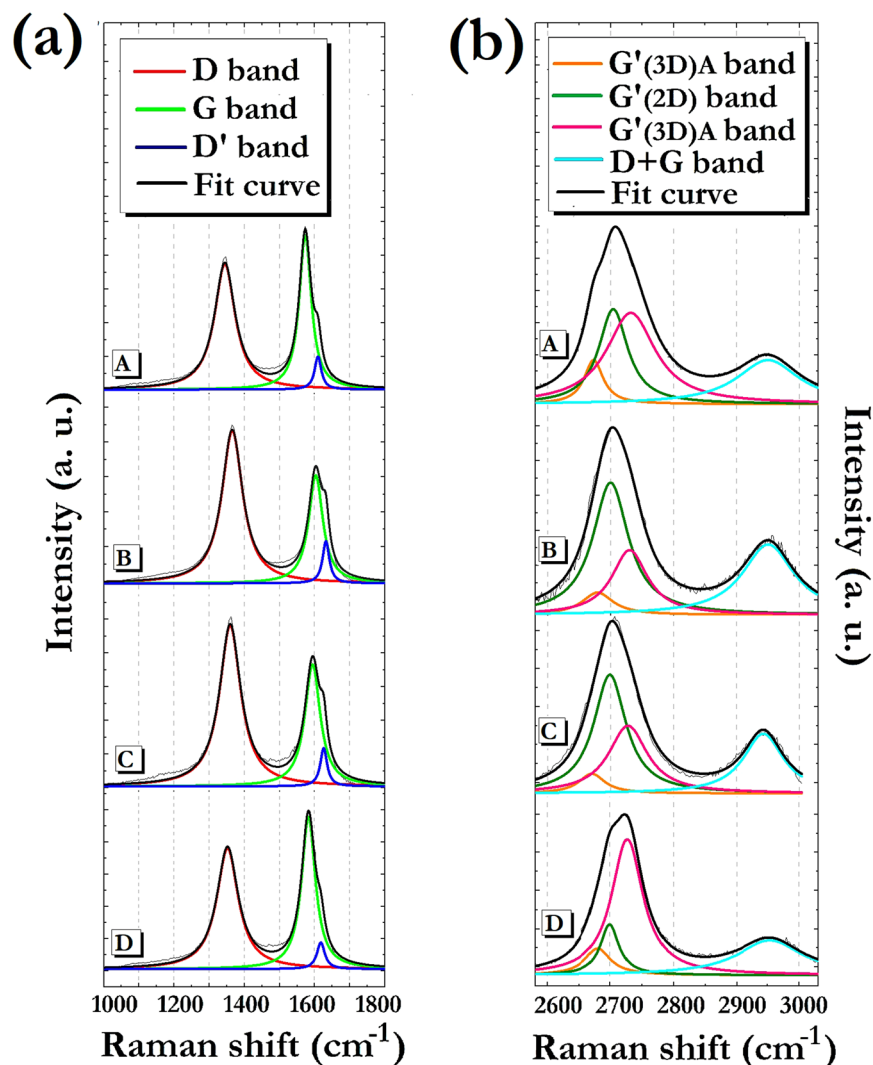 (a)
D band
G band
D' band
Fit curve
A
B
C
D
1000 1200 1400 1600 1800
Raman shift (cm-1)
Intensity (a. u.)
(b)
G'(3D)A band
G'(2D) band
G'(3D)A band
D+G band
Fit curve
A
B
C
D
2600 2700 2800 2900 3000
Raman shift (cm-1)
Intensity (a. u.)